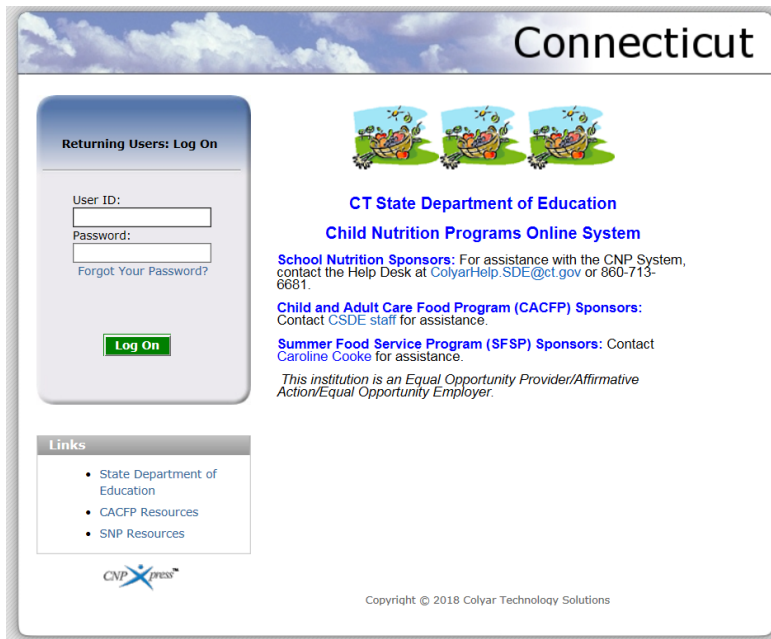 Connecticut
Returning Users: Log On
User ID:
Password:
Forgot Your Password?
Log On
CT State Department of Education
Child Nutrition Programs Online System
School Nutrition Sponsors: For assistance with the CNP System,
contact the Help Desk at ColyarHelp.SDE@ct.gov or 860-713-
6681.
Child and Adult Care Food Program (CACFP) Sponsors:
Contact CSDE staff for assistance.
Summer Food Service Program (SFSP) Sponsors: Contact
Caroline Cooke for assistance.
This institution is an Equal Opportunity Provider/Affirmative
Action/Equal Opportunity Employer.
Links
• State Department of
Education
• CACFP Resources
• SNP Resources
CNP Xpress™
Copyright © 2018 Colyar Technology Solutions